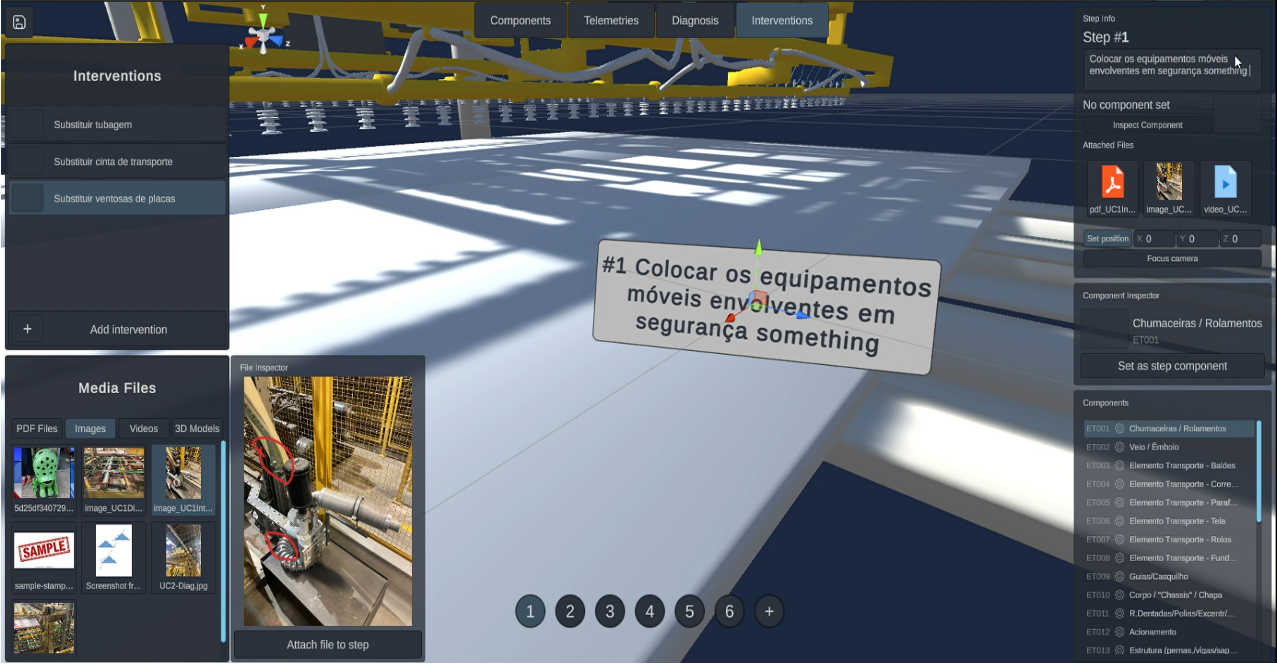 Components
Telemetries
Diagnosis
Interventions
Interventions
Substituir tubagem
Substituir cinta de transporte
Substituir ventosas de placas
+
Add intervention
Media Files
PDF Files
Images
Videos
3D Models
5d25df340729...
image_UC1Di...
image_UC1Int...
SAMPLE
sample-stamp...
Screenshot fr...
UC2-Diag.jpg
File Inspector
Attach file to step
Y
X
Z
#1 Colocar os equipamentos
móveis envolventes em
segurança something
1
2
3
4
5
6
+
Step Info
Step #1
Colocar os equipamentos móveis
envolventes em segurança something
No component set
Inspect Component
Attached Files
pdf_UC1In...
image_UC...
video_UC...
Set position
X 0
Y 0
Z 0
Focus camera
Component Inspector
Chumaceiras / Rolamentos
ET001
Set as step component
Components
ET001 Chumaceiras / Rolamentos
ET002 Veio / Êmbolo
ET003 Elemento Transporte - Baldes
ET004 Elemento Transporte - Corre...
ET005 Elemento Transporte - Paraf...
ET006 Elemento Transporte - Tela
ET007 Elemento Transporte - Rolos
ET008 Elemento Transporte - Fund...
ET009 Guias/Casquilho
ET010 Corpo / "Chassis" / Chapa
ET011 R.Dentadas/Polias/Excentr/...
ET012 Acionamento
ET013 Estrutura (pernas,/vigas/sap...